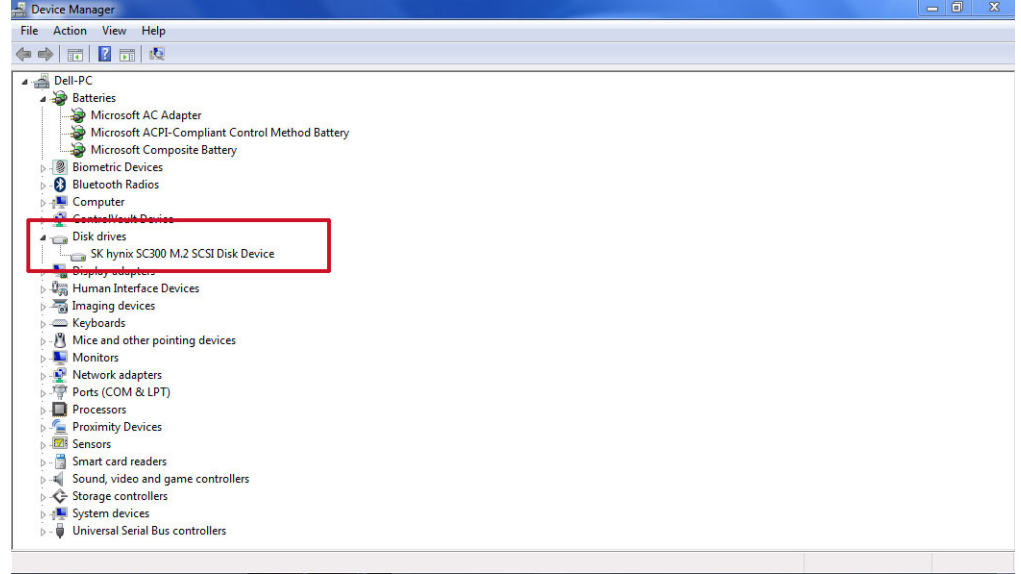 Device Manager
File Action View Help
Dell-PC
Batteries
Microsoft AC Adapter
Microsoft ACPI-Compliant Control Method Battery
Microsoft Composite Battery
Biometric Devices
Bluetooth Radios
Computer
ControlVault Device
Disk drives
SK hynix SC300 M.2 SCSI Disk Device
Display adapters
Human Interface Devices
Imaging devices
Keyboards
Mice and other pointing devices
Monitors
Network adapters
Ports (COM & LPT)
Processors
Proximity Devices
Sensors
Smart card readers
Sound, video and game controllers
Storage controllers
System devices
Universal Serial Bus controllers